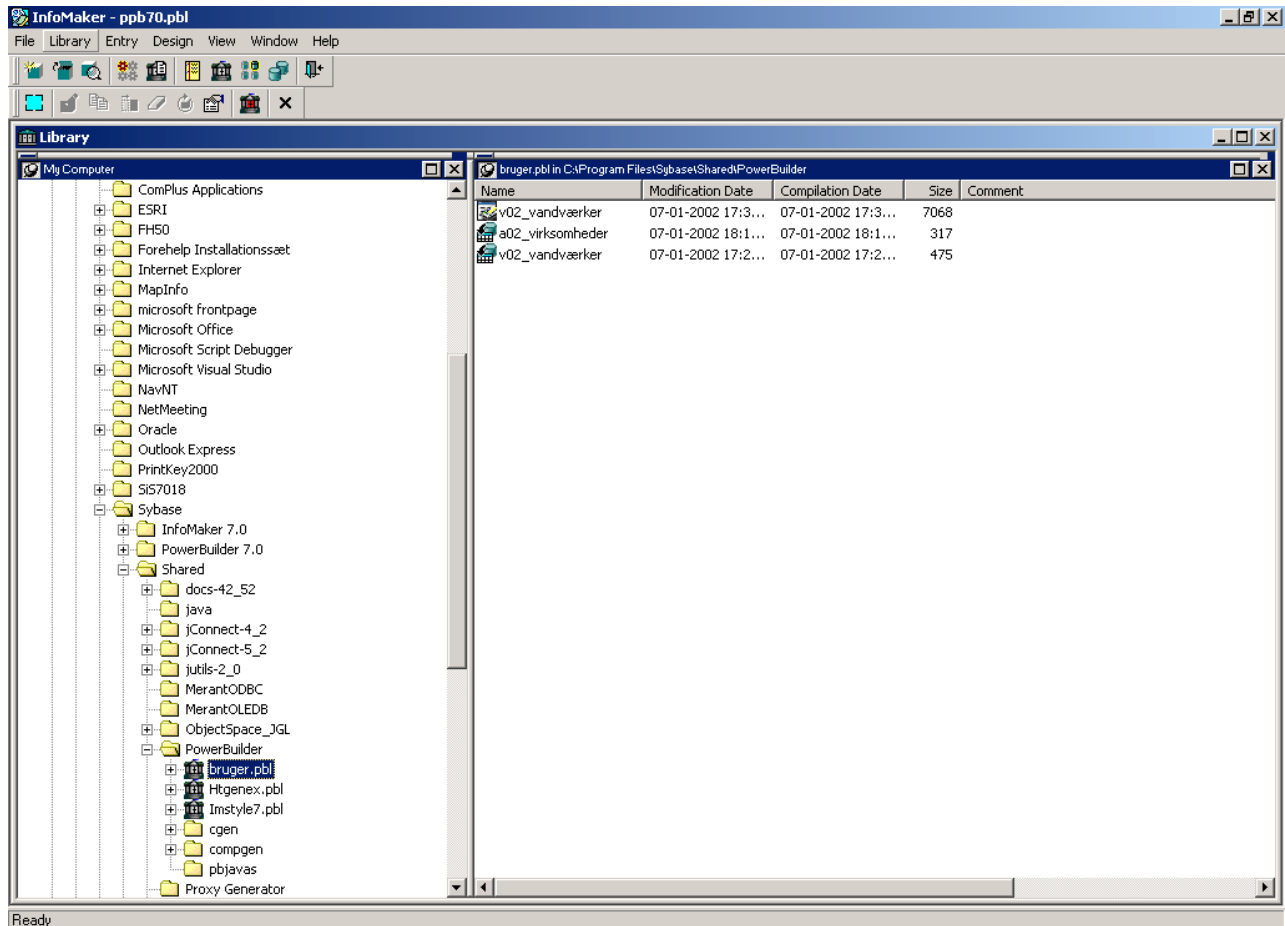 InfoMaker - ppb70.pbl
File Library Entry Design View Window Help
Library
My Computer
ComPlus Applications
ESRI
FH50
Forehelp Installationssæt
Internet Explorer
MapInfo
microsoft frontpage
Microsoft Office
Microsoft Script Debugger
Microsoft Visual Studio
NavNT
NetMeeting
Oracle
Outlook Express
PrintKey2000
SiS7018
Sybase
InfoMaker 7.0
PowerBuilder 7.0
Shared
docs-42_52
java
jConnect-4_2
jConnect-5_2
jutils-2_0
MerantODBC
MerantOLEDB
ObjectSpace_JGL
PowerBuilder
bruger.pbl
Htgenex.pbl
Imstyle7.pbl
cgen
compgen
pbjavas
Proxy Generator
bruger.pbl in C:\Program Files\Sybase\Shared\PowerBuilder
Name Modification Date Compilation Date Size Comment
v02_vandværker 07-01-2002 17:3... 07-01-2002 17:3... 7068
a02_virksomheder 07-01-2002 18:1... 07-01-2002 18:1... 317
v02_vandværker 07-01-2002 17:2... 07-01-2002 17:2... 475
Ready